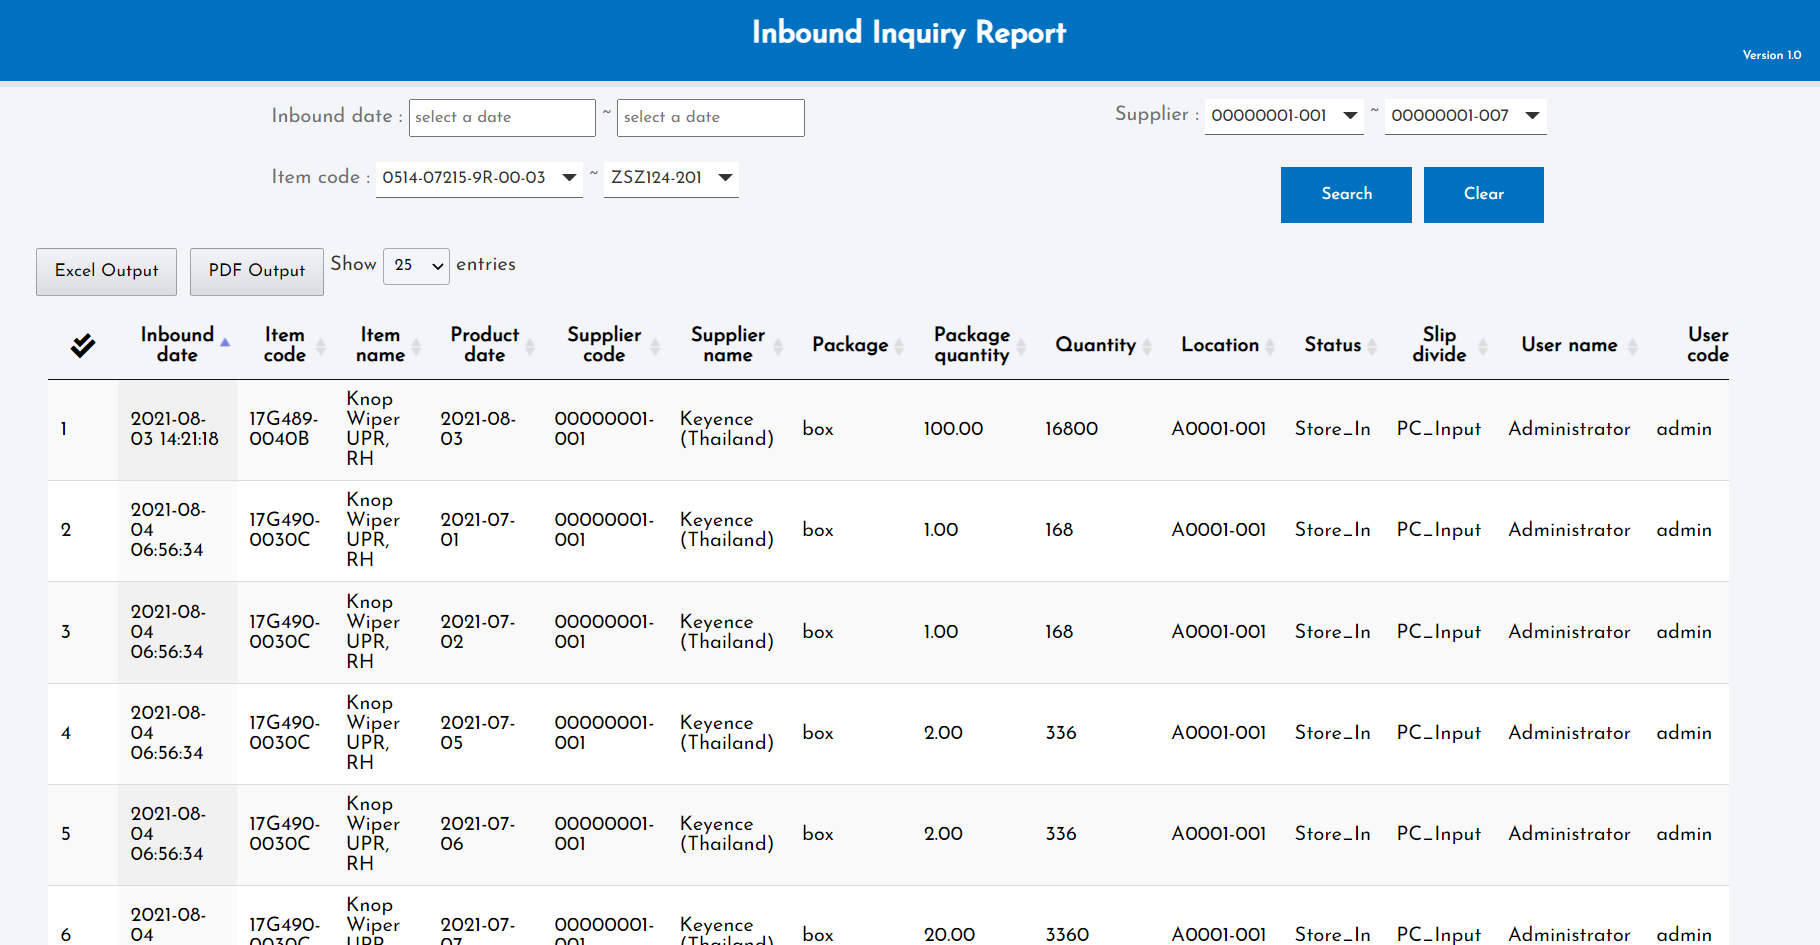 Inbound Inquiry Report
Version 1.0
Inbound date : select a date ~ select a date
Supplier : 00000001-001 ~ 00000001-007
Item code : 0514-07215-9R-00-03 ~ ZSZ124-201
Search Clear
Excel Output PDF Output Show 25 entries
Inbound date Item code Item name Product date Supplier code Supplier name Package Package quantity Quantity Location Status Slip divide User name User code
1 2021-08-03 14:21:18 17G489-0040B Knop Wiper UPR, RH 2021-08-03 00000001-001 Keyence (Thailand) box 100.00 16800 A0001-001 Store_In PC_Input Administrator admin
2 2021-08-04 06:56:34 17G490-0030C Knop Wiper UPR, RH 2021-07-01 00000001-001 Keyence (Thailand) box 1.00 168 A0001-001 Store_In PC_Input Administrator admin
3 2021-08-04 06:56:34 17G490-0030C Knop Wiper UPR, RH 2021-07-02 00000001-001 Keyence (Thailand) box 1.00 168 A0001-001 Store_In PC_Input Administrator admin
4 2021-08-04 06:56:34 17G490-0030C Knop Wiper UPR, RH 2021-07-05 00000001-001 Keyence (Thailand) box 2.00 336 A0001-001 Store_In PC_Input Administrator admin
5 2021-08-04 06:56:34 17G490-0030C Knop Wiper UPR, RH 2021-07-06 00000001-001 Keyence (Thailand) box 2.00 336 A0001-001 Store_In PC_Input Administrator admin
6 2021-08-04 17G490-0030C Knop Wiper UPR, 2021-07-07 00000001-001 Keyence (Thailand) box 20.00 3360 A0001-001 Store_In PC_Input Administrator admin